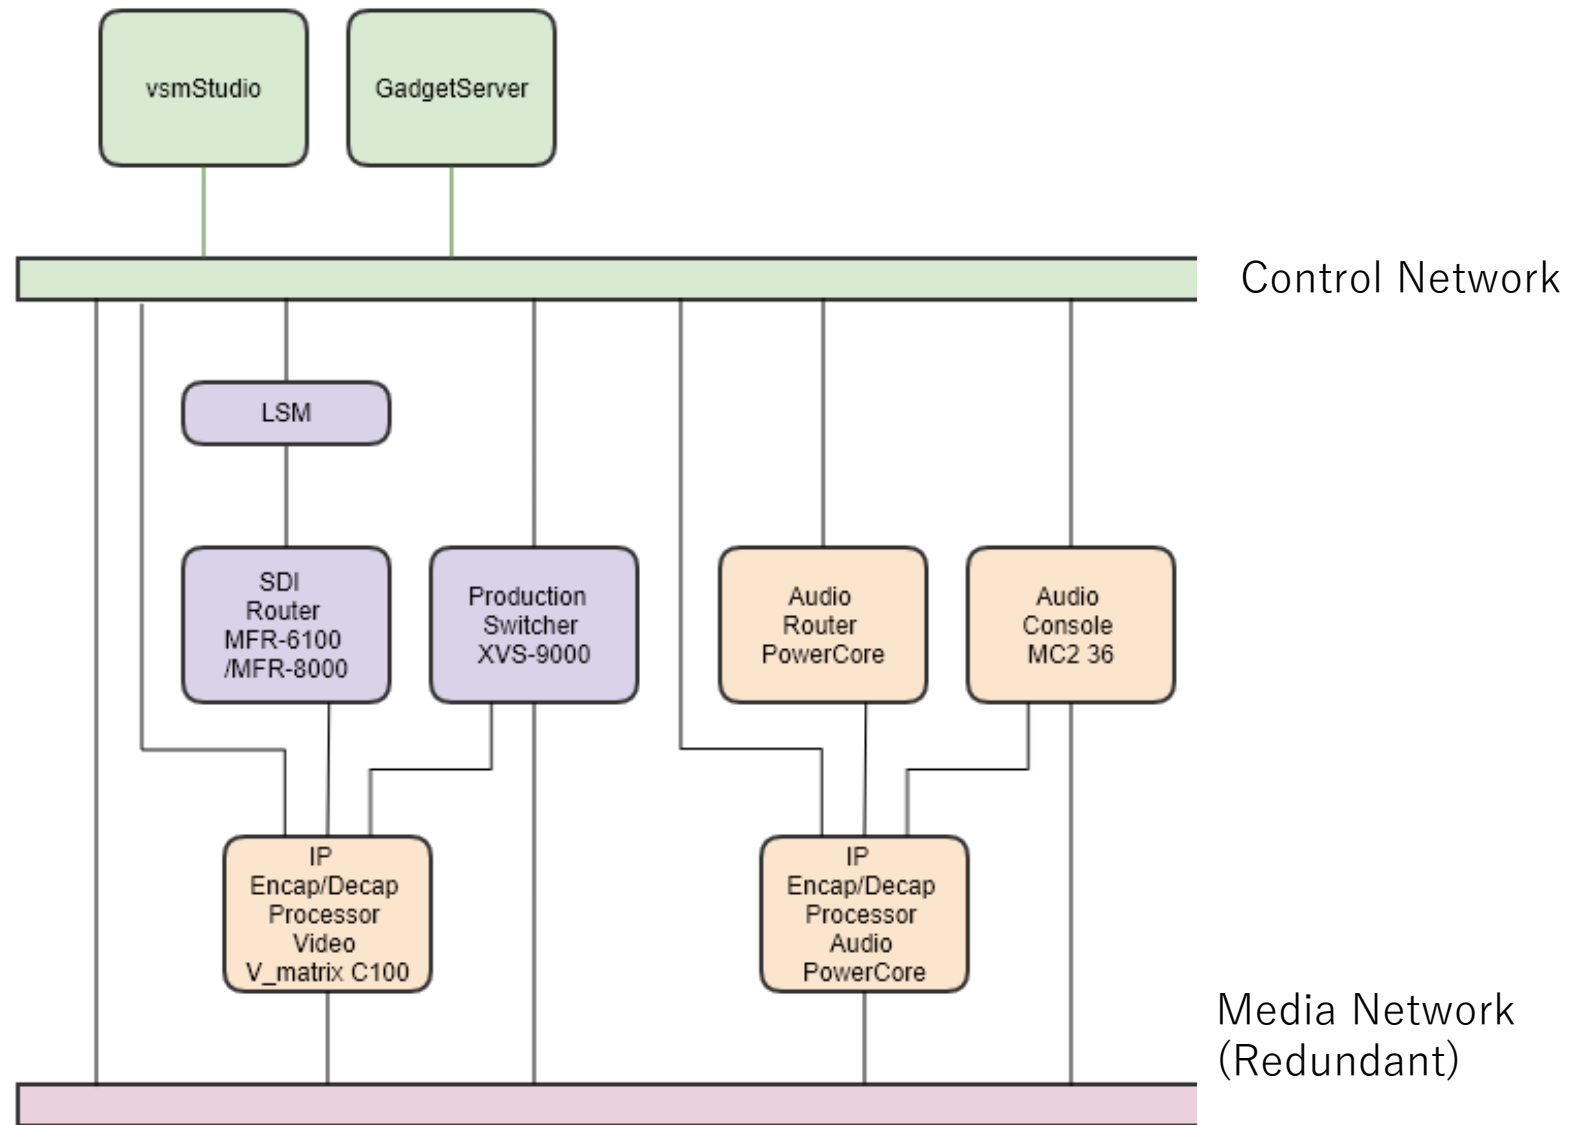 vsmStudio
GadgetServer
Control Network
LSM
SDI
Router
MFR-6100
/MFR-8000
Production
Switcher
XVS-9000
Audio
Router
PowerCore
Audio
Console
MC2 36
IP
Encap/Decap
Processor
Video
V_matrix C100
IP
Encap/Decap
Processor
Audio
PowerCore
Media Network
(Redundant)